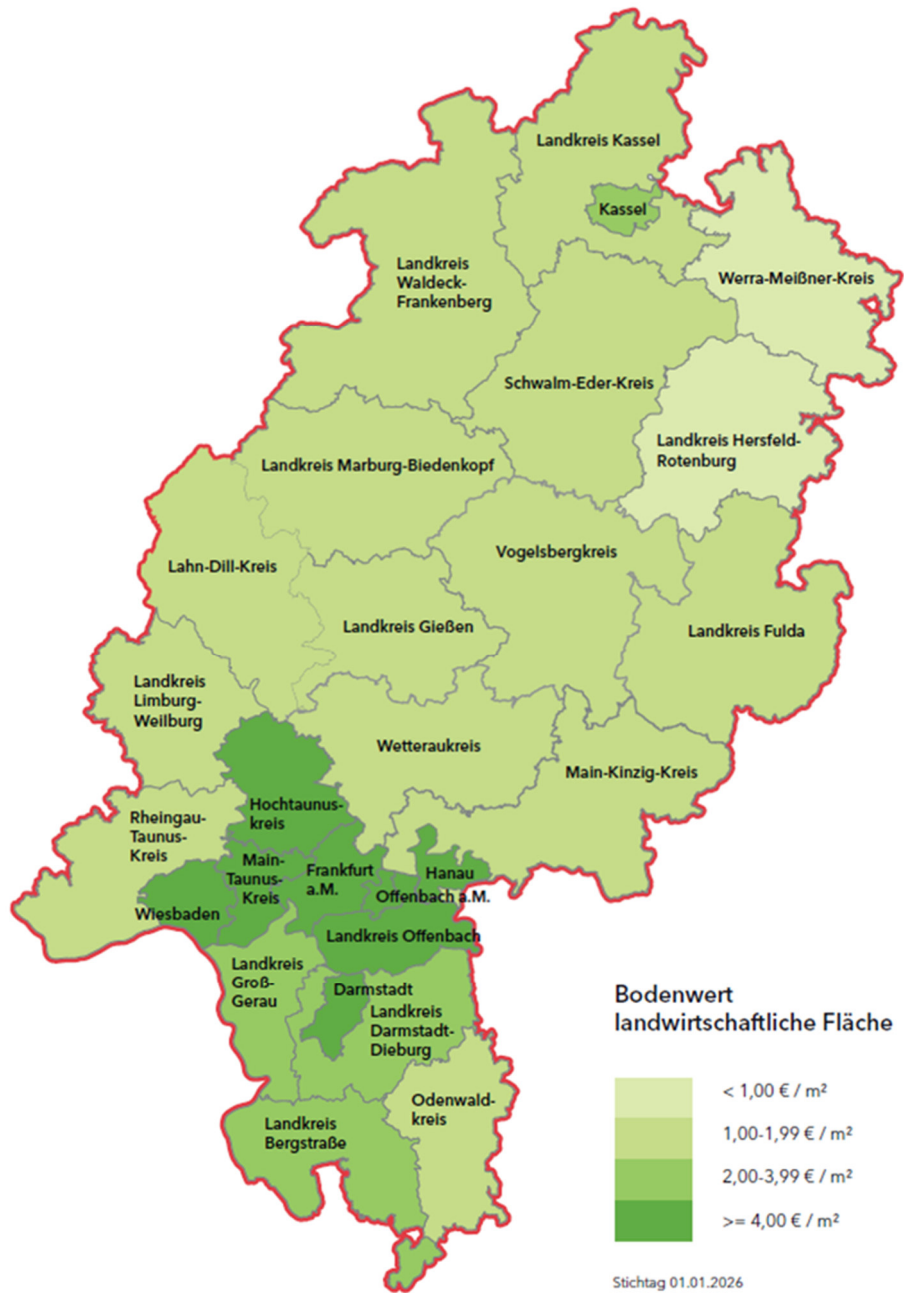 Landkreis Kassel
Kassel
Landkreis
Waldeck-
Frankenberg
Werra-Meißner-Kreis
Schwalm-Eder-Kreis
Landkreis Hersfeld-
Rotenburg
Landkreis Marburg-Biedenkopf
Vogelsbergkreis
Lahn-Dill-Kreis
Landkreis Gießen
Landkreis Fulda
Landkreis
Limburg-
Weilburg
Wetteraukreis
Main-Kinzig-Kreis
Hochtaunus-
kreis
Rheingau-
Taunus-
Kreis
Main-
Taunus-
Kreis
Frankfurt
a.M.
Hanau
Offenbach a.M.
Wiesbaden
Landkreis Offenbach
Landkreis
Groß-
Gerau
Darmstadt
Landkreis
Darmstadt-
Dieburg
Odenwald-
kreis
Landkreis
Bergstraße
Bodenwert
landwirtschaftliche Fläche
< 1,00 € / m²
1,00-1,99 € / m²
2,00-3,99 € / m²
>= 4,00 € / m²
Stichtag 01.01.2026